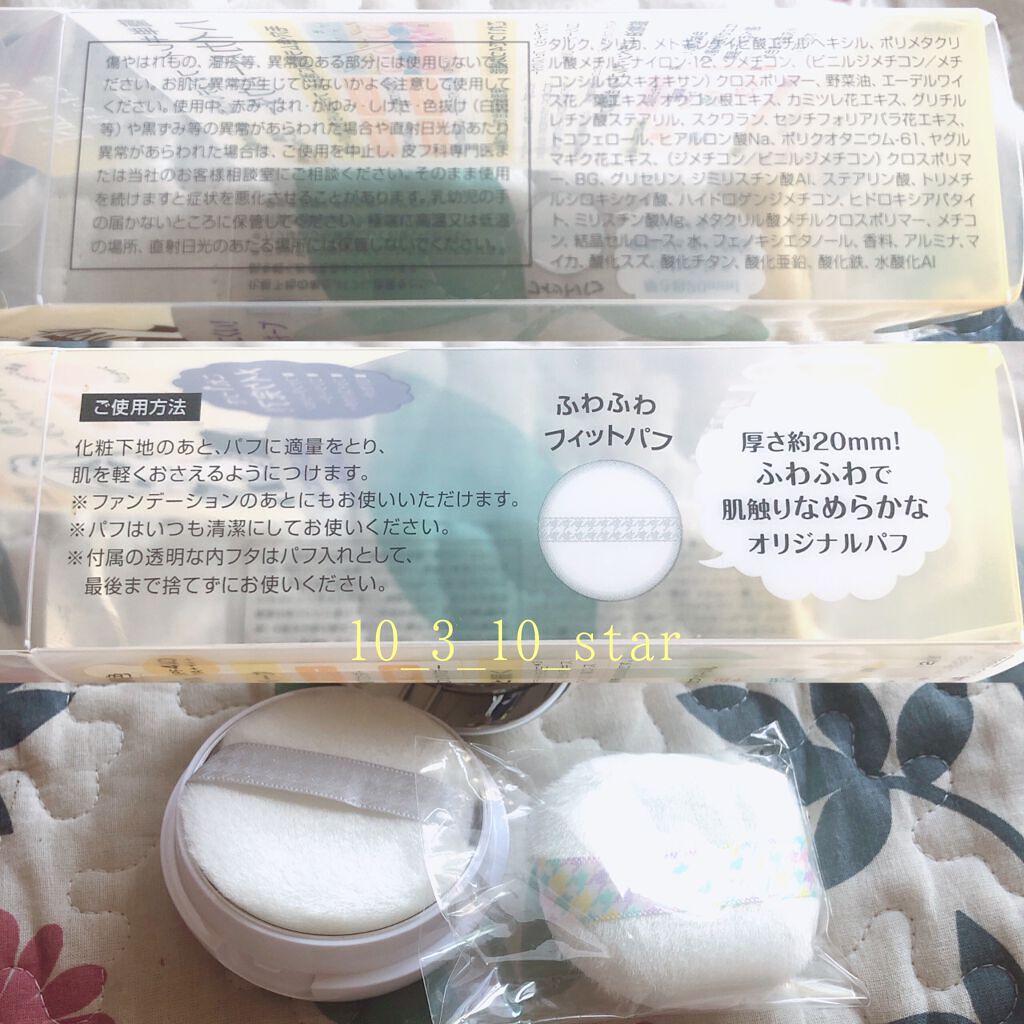 傷やはれもの、湿疹等、異常のある部分には使用しないで
ださい。お肌に異常が生じていないかよく注意して使用して
ください。使用中、赤み・はれ・かゆみ・しげき・色抜け(白斑
等)や黒ずみ等の異常があらわれた場合や直射日光があたり
異常があらわれた場合は、ご使用を中止し、皮フ科専門医ま
たは当社のお客様相談室にご相談ください。そのまま使用
を続けますと症状を悪化させることがあります。乳幼児の手
の届かないところに保管してください。極端に高温又は低温
の場所、直射日光のあたる場所には保管しないでください。
タルク、シリカ、メトキシケイヒ酸エチルヘキシル、ポリメタクリ
ル酸メチル、ナイロン-12、ジメチコン、(ビニルジメチコン/メチ
コンシルセスキオキサン)クロスポリマー、野菜油、エーデルワイ
ス花/葉エキス、オウゴン根エキス、カミツレ花エキス、グリチル
レチン酸ステアリル、スクワラン、センチフォリアバラ花エキス、
トコフェロール、ヒアルロン酸Na、ポリクオタニウム-61、ヤグル
マギク花エキス、(ジメチコン/ビニルジメチコン)クロスポリマ
ー、BG、グリセリン、ジミリスチン酸Al、ステアリン酸、トリメチ
ルシロキシケイ酸、ハイドロゲンジメチコン、ヒドロキシアパタイ
ト、ミリスチン酸Mg、メタクリル酸メチルクロスポリマー、メチコ
ン、結晶セルロース、水、フェノキシエタノール、香料、アルミナ、マ
イカ、酸化スズ、酸化チタン、酸化亜鉛、酸化鉄、水酸化Al
ご使用方法
化粧下地のあと、パフに適量をとり、
肌を軽くおさえるようにつけます。
※ファンデーションのあとにもお使いいただけます。
※パフはいつも清潔にしてお使いください。
※付属の透明な内フタはパフ入れとして、
最後まで捨てずにお使いください。
ふわふわ
フィットパフ
厚さ約20mm!
ふわふわで
肌触りなめらかな
オリジナルパフ
10_3_10_star